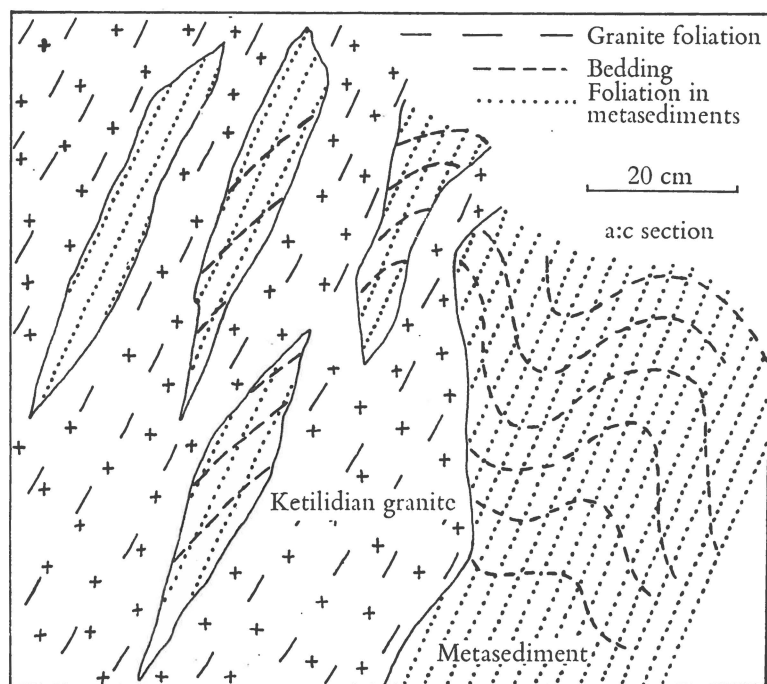 Granite foliation
Bedding
Foliation in
metasediments
20 cm
a:c section
Ketilidian granite
Metasediment